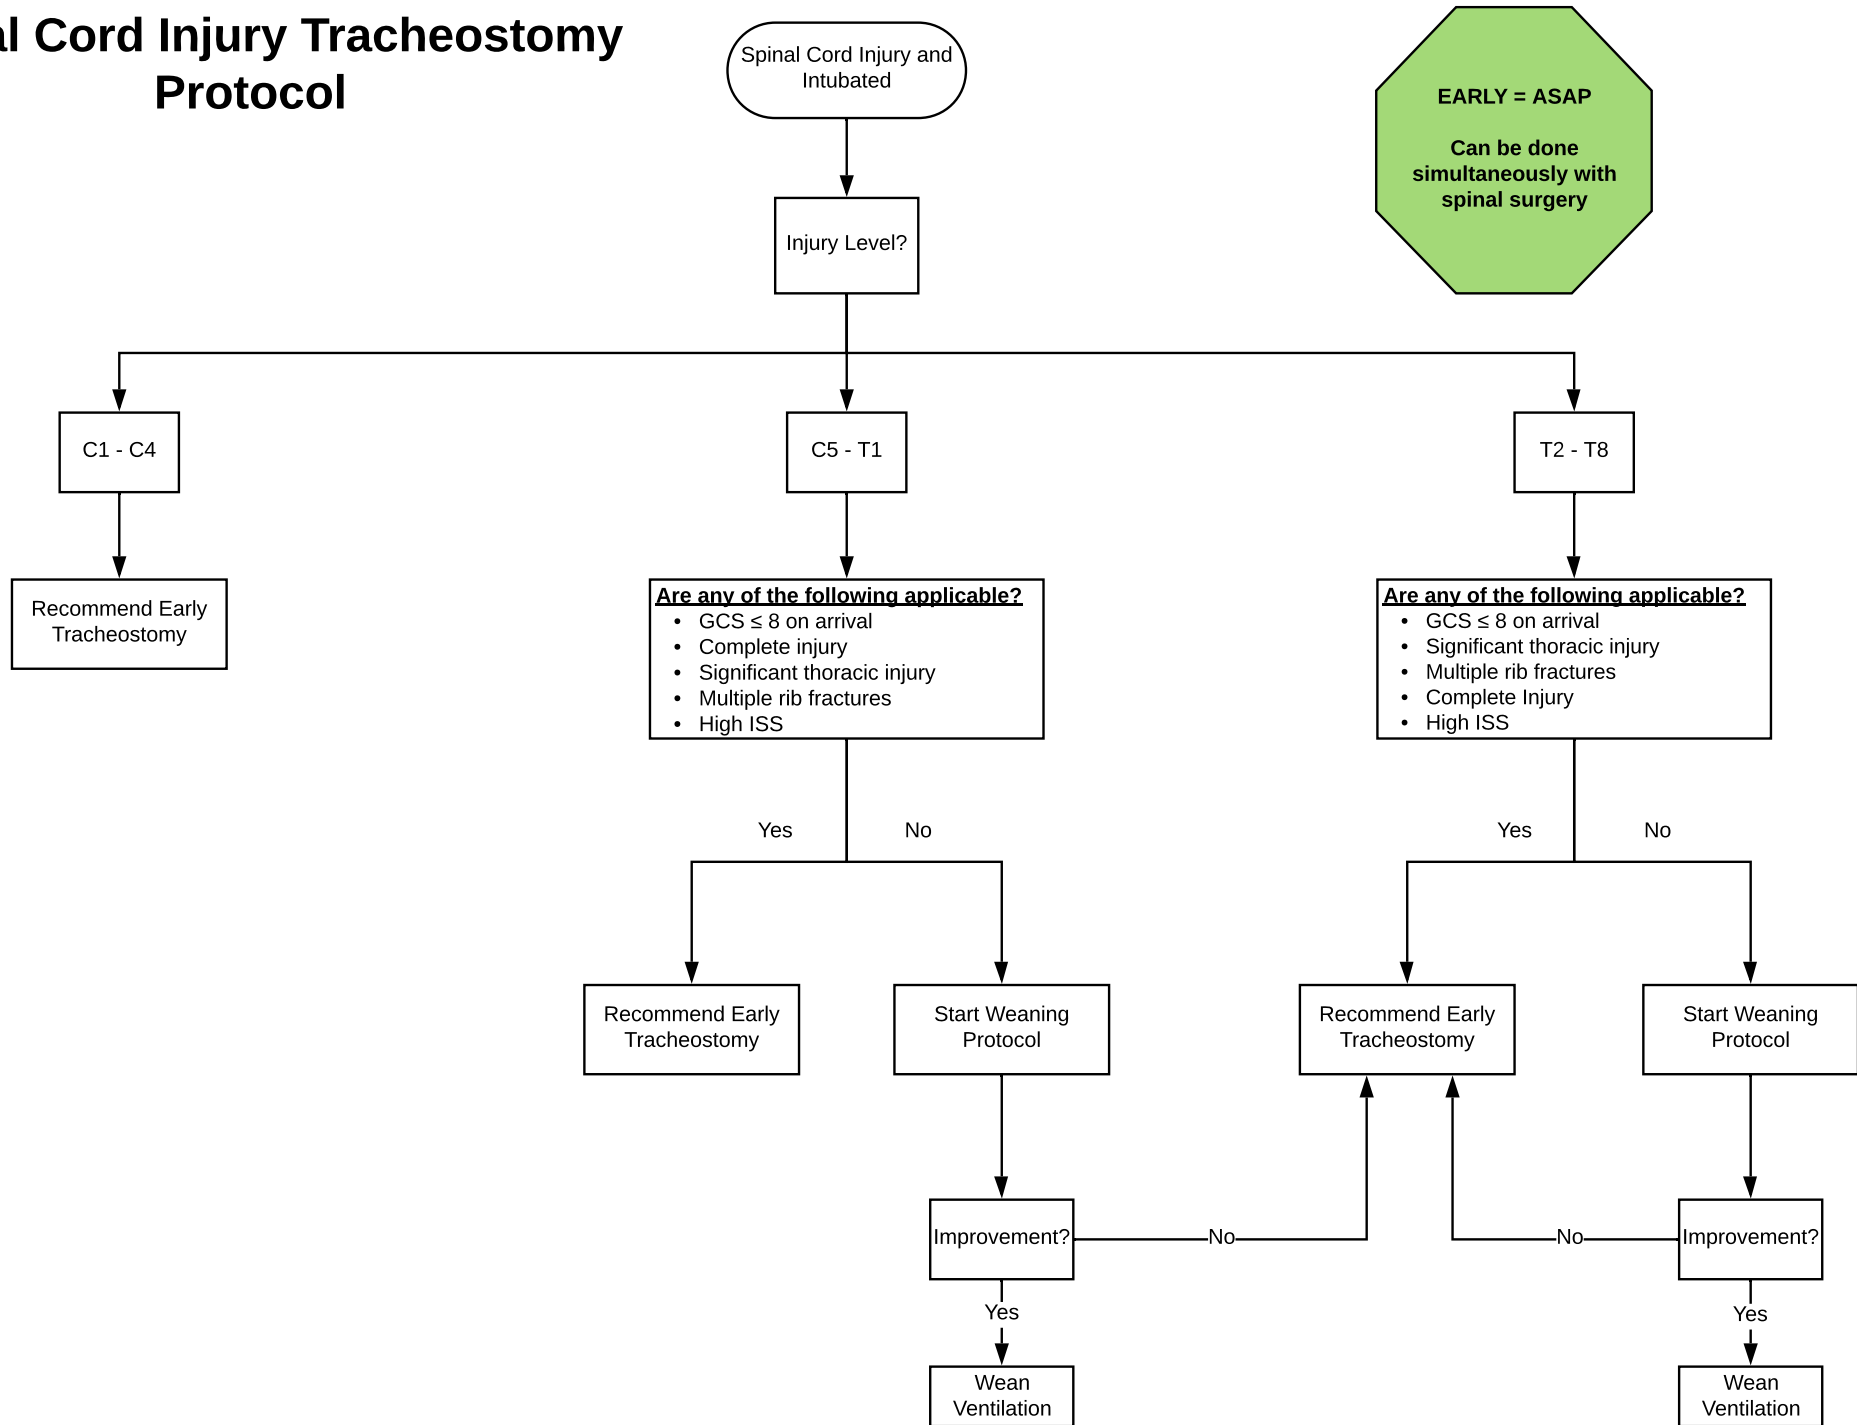 al Cord Injury Tracheostomy
Protocol
Spinal Cord Injury and
Intubated
EARLY = ASAP
Can be done
simultaneously with
spinal surgery
Injury Level?
C1 - C4
C5 - T1
T2 - T8
Recommend Early
Tracheostomy
Are any of the following applicable?
• GCS ≤ 8 on arrival
• Complete injury
• Significant thoracic injury
• Multiple rib fractures
• High ISS
Are any of the following applicable?
• GCS ≤ 8 on arrival
• Significant thoracic injury
• Multiple rib fractures
• Complete Injury
• High ISS
Yes
No
Yes
No
Recommend Early
Tracheostomy
Start Weaning
Protocol
Recommend Early
Tracheostomy
Start Weaning
Protocol
Improvement?
No
No
Improvement?
Yes
Yes
Wean
Ventilation
Wean
Ventilation